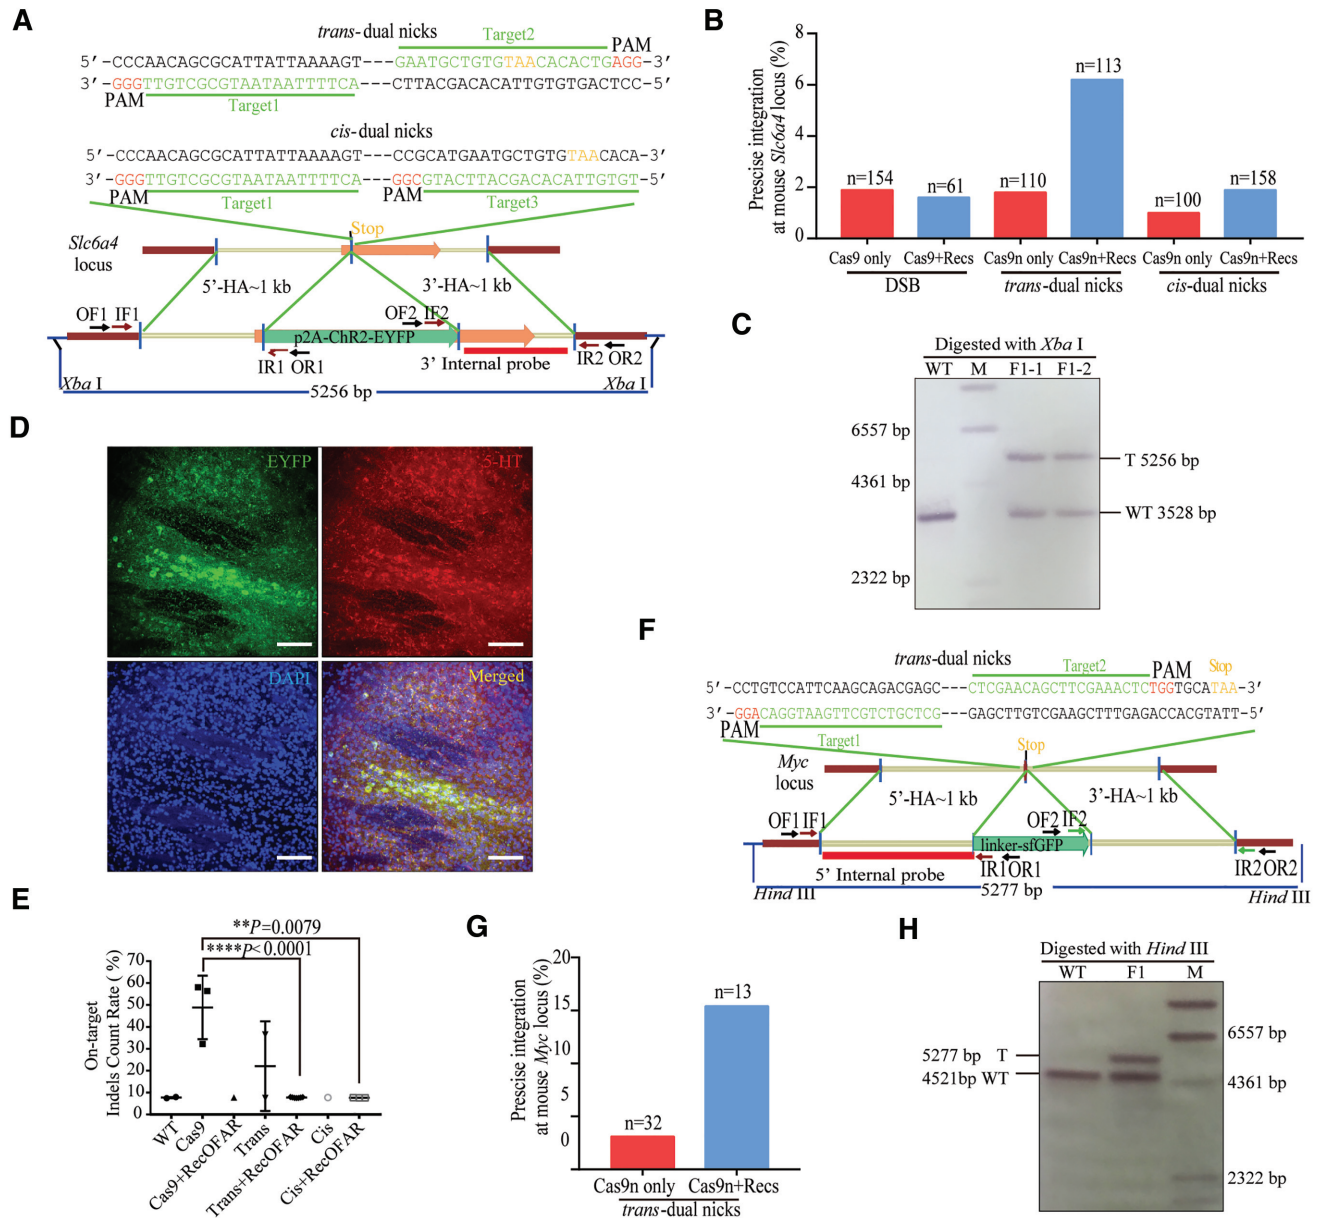 A
trans-dual nicks
Target2
PAM
5′-CCCAACAGCGCATTATTAAAAGT---GAATGCTGTGTAACACACTGAGG-3′
3′-GGGTTGTCGCGTAATAATTTTCA---CTTACGACACATTGTGTGACTCC-5′
PAM
Target1
cis-dual nicks
5′-CCCAACAGCGCATTATTAAAAGT---CCGCATGAATGCTGTGTAACACA-3′
3′-GGGTTGTCGCGTAATAATTTTCA---GGCGTACTTACGACACATTGTGT-5′
PAM
Target1
PAM
Target3
Stop
Slc6a4
locus
5’-HA~1 kb
3’-HA~1 kb
OF1 IF1
OF2 IF2
p2A-ChR2-EYFP
IR1 OR1
3’ Internal probe
IR2 OR2
Xba I
Xba I
5256 bp
B
Prescise integration
at mouse Slc6a4 locus (%)
8
6
4
2
0
n=154
n=61
n=110
n=113
n=100
n=158
Cas9 only
Cas9+Recs
Cas9n only
Cas9n+Recs
Cas9n only
Cas9n+Recs
DSB
trans-dual nicks
cis-dual nicks
C
Digested with Xba I
WT
M
F1-1
F1-2
6557 bp
4361 bp
2322 bp
T 5256 bp
WT 3528 bp
D
EYFP
5-HT
DAPI
Merged
E
**P=0.0079
****P<0.0001
On-target
Indels Count Rate ( %)
70
60
50
40
30
20
10
0
WT
Cas9
Cas9+RecOFAR
Trans
Trans+RecOFAR
Cis
Cis+RecOFAR
F
trans-dual nicks
Target2
PAM
Stop
5′-CCTGTCCATTCAAGCAGACGAGC---CTCGAACAGCTTCGAAACTCTGGTGCATAA-3′
3′-GGACAGGTAAGTTCGTCTGCTCG---GAGCTTGTCGAAGCTTTGAGACCACGTATT-5′
PAM
Target1
Stop
Myc
locus
5’-HA~1 kb
3’-HA~1 kb
OF1 IF1
OF2 IF2
linker-sfGFP
5’ Internal probe
IR1OR1
IR2OR2
Hind III
5277 bp
Hind III
G
Prescise integration
at mouse Myc locus (%)
20
15
10
5
0
n=32
n=13
Cas9n only
Cas9n+Recs
trans-dual nicks
H
Digested with Hind III
WT
F1
M
5277 bp T
4521bp WT
6557 bp
4361 bp
2322 bp